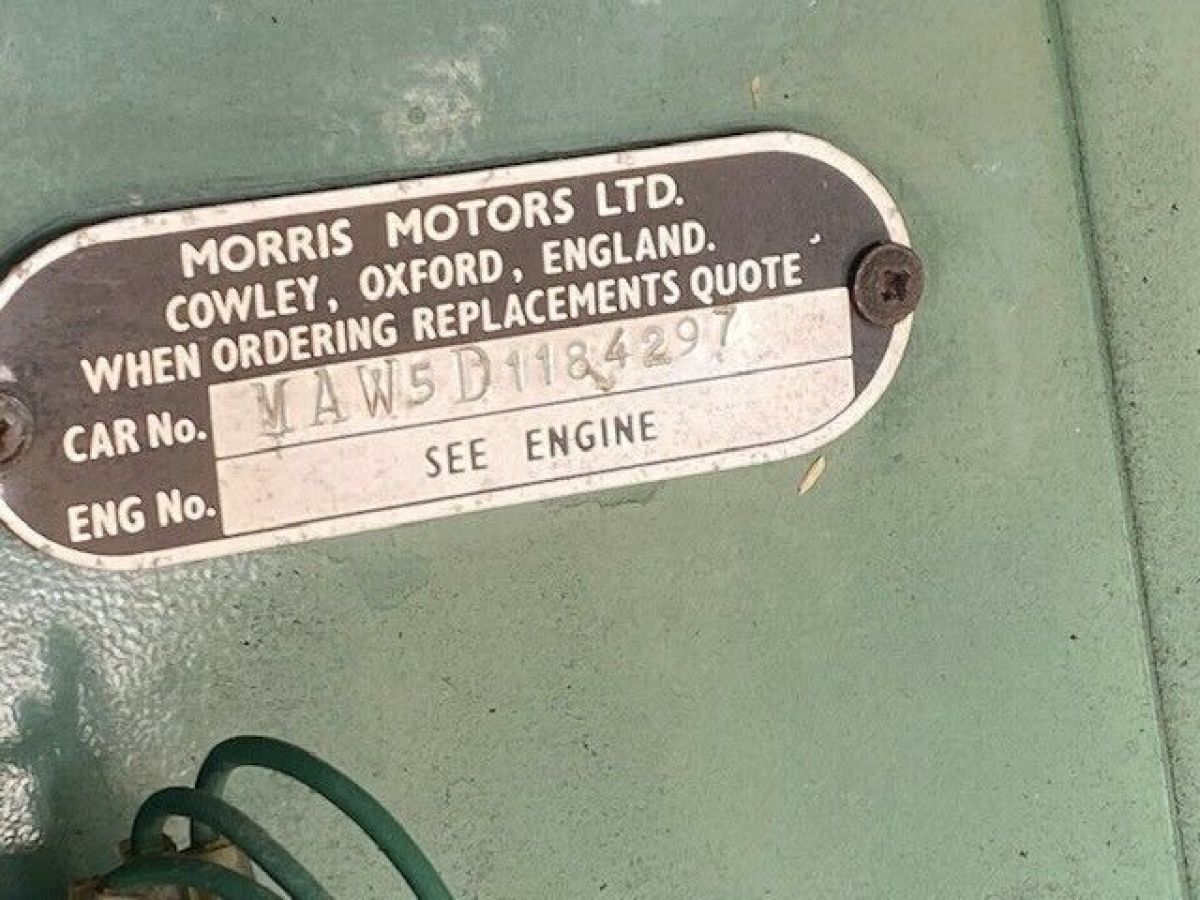 MORRIS MOTORS LTD.
COWLEY, OXFORD, ENGLAND.
WHEN ORDERING REPLACEMENTS QUOTE
CAR No. MAW5D1184297
ENG No. SEE ENGINE